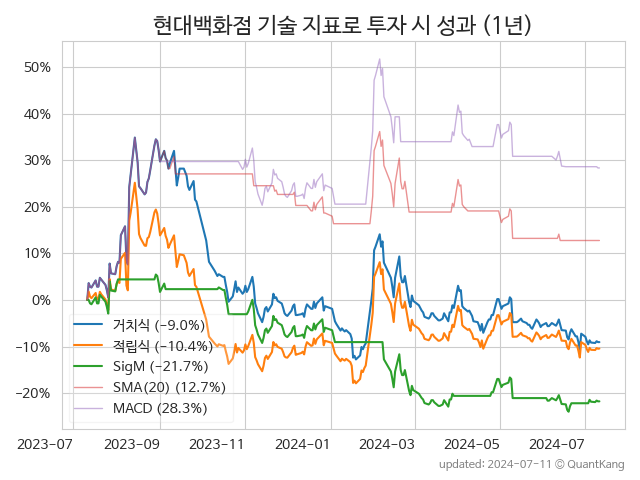 현대백화점 기술 지표로 투자 시 성과 (1년)
50%
40%
30%
20%
10%
0%
−10%
−20%
거치식 (−9.0%)
적립식 (−10.4%)
SigM (−21.7%)
SMA(20) (12.7%)
MACD (28.3%)
2023-07 2023-09 2023-11 2024-01 2024-03 2024-05 2024-07
updated: 2024-07-11 © QuantKang